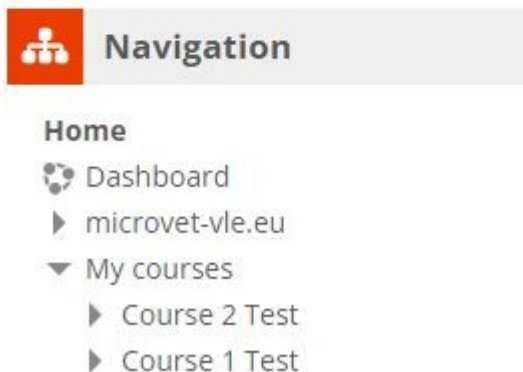 Navigation
Home
Dashboard
microvet-vle.eu
My courses
Course 2 Test
Course 1 Test